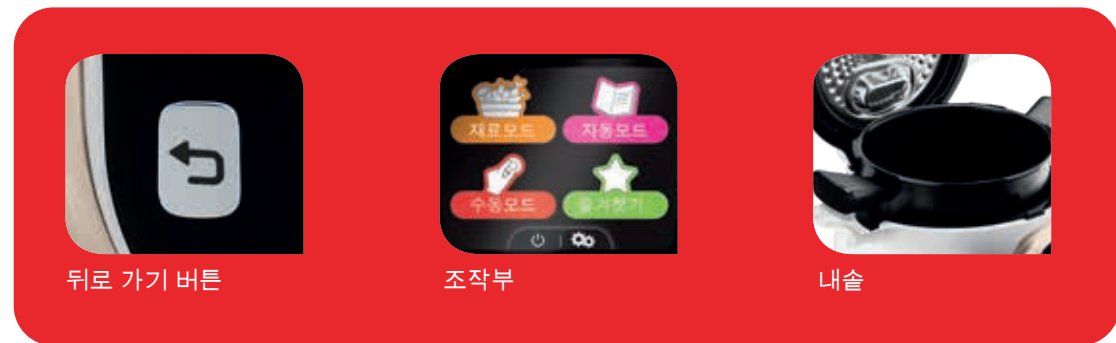 재료모드
자동모드
수동모드
즐겨찾기
뒤로 가기 버튼
조작부
내솥